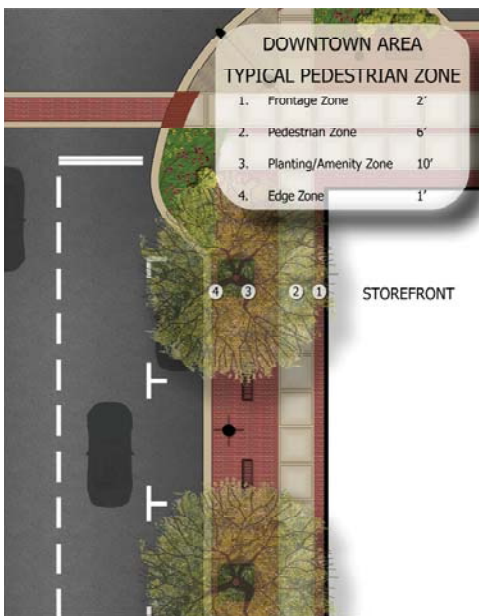 DOWNTOWN AREA
TYPICAL PEDESTRIAN ZONE
1. Frontage Zone 2'
2. Pedestrian Zone 6'
3. Planting/Amenity Zone 10'
4. Edge Zone 1'
4 3 2 1
STOREFRONT